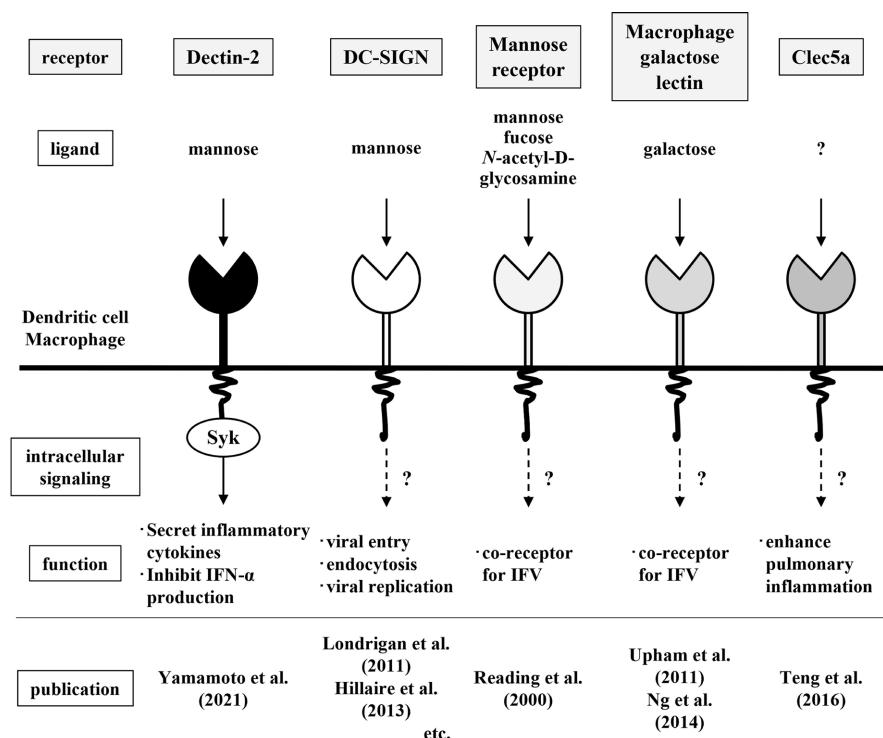 receptor
Dectin-2
DC-SIGN
Mannose
receptor
Macrophage
galactose
lectin
Clec5a
ligand
mannose
mannose
mannose
fucose
N-acetyl-D-
glycosamine
galactose
?
Dendritic cell
Macrophage
intracellular
signaling
Syk
?
?
?
?
function
·Secret inflammatory
cytokines
·Inhibit IFN-α
production
·viral entry
·endocytosis
·viral replication
·co-receptor
for IFV
·co-receptor
for IFV
·enhance
pulmonary
inflammation
publication
Yamamoto et al.
(2021)
Londrigan et al.
(2011)
Hillaire et al.
(2013)
etc.
Reading et al.
(2000)
Upham et al.
(2011)
Ng et al.
(2014)
Teng et al.
(2016)